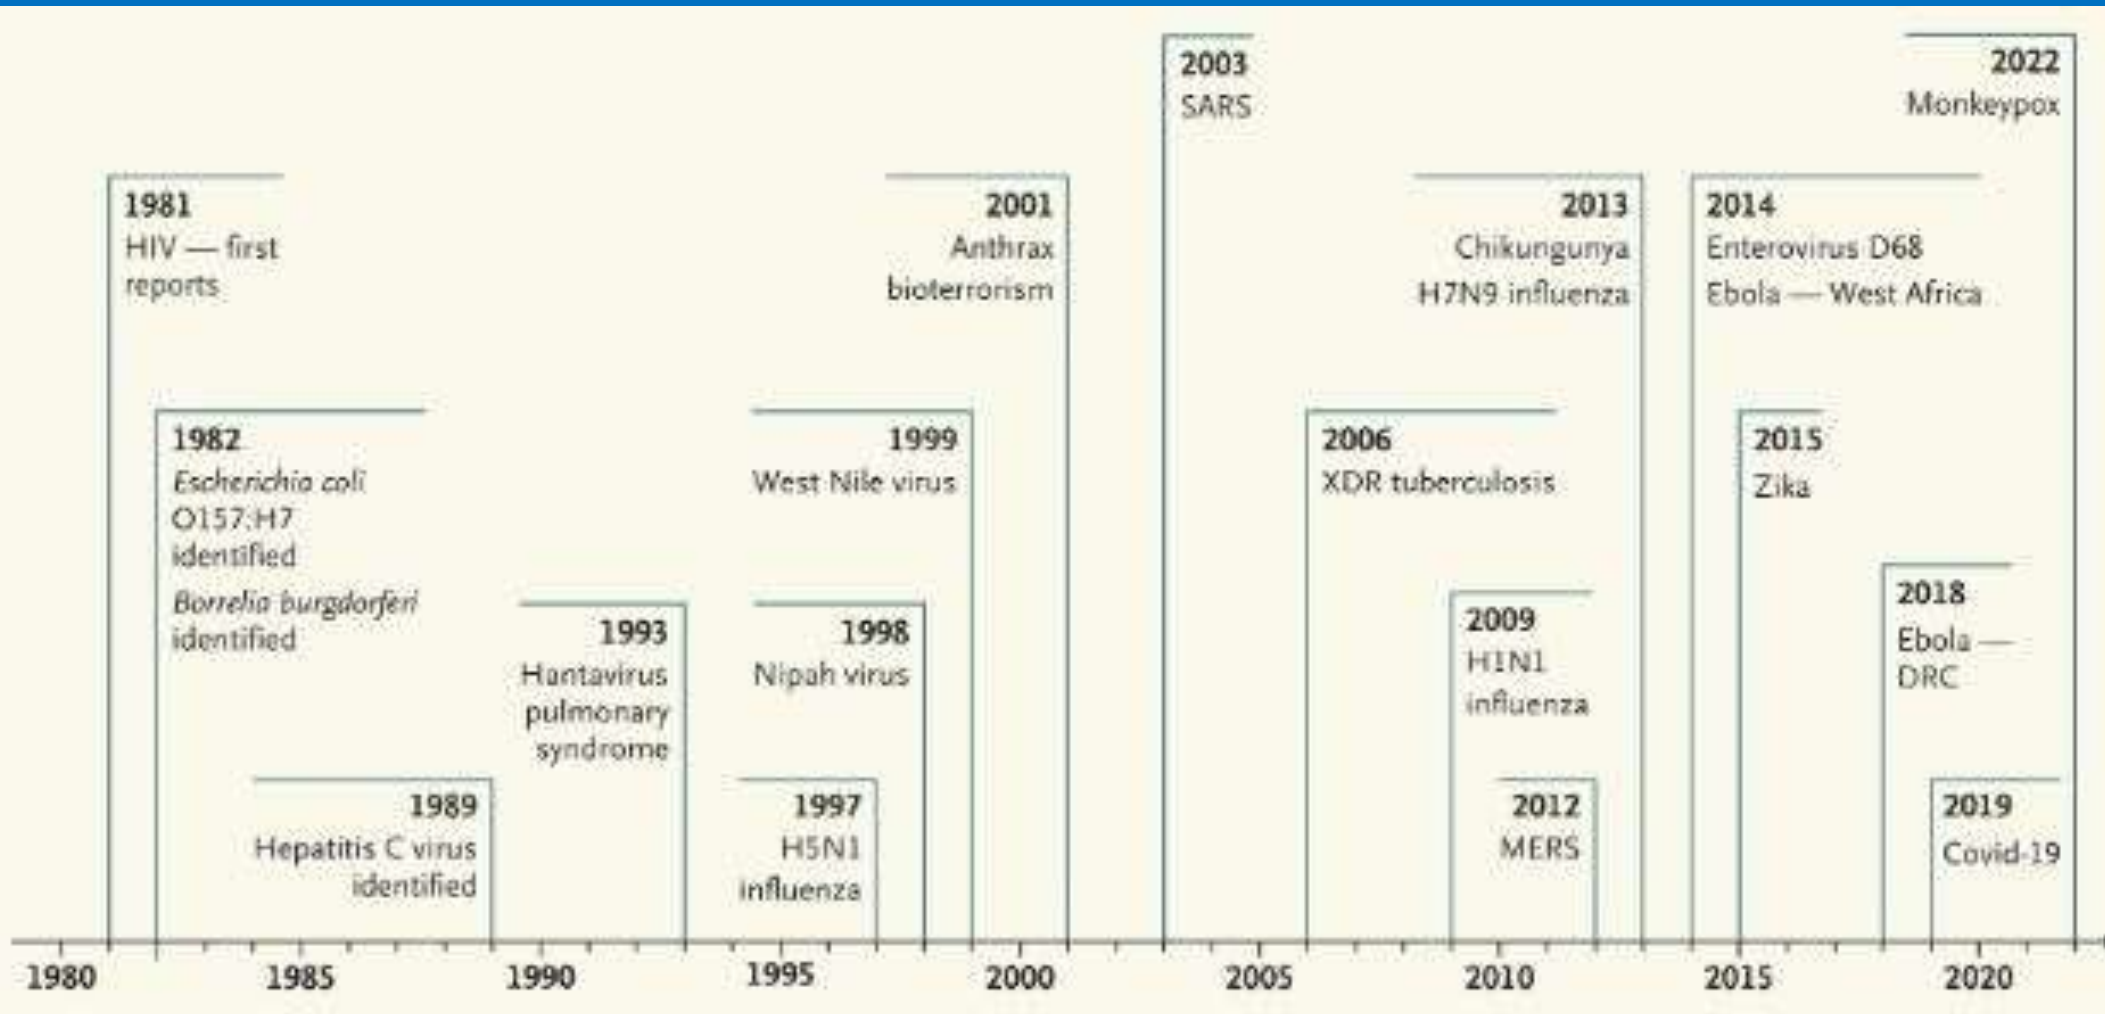 2003
SARS
2022
Monkeypox
1981
HIV — first
reports
2001
Anthrax
bioterrorism
2013
Chikungunya
H7N9 influenza
2014
Enterovirus D68
Ebola — West Africa
1982
Escherichia coli
O157:H7
identified
Borrelia burgdorferi
identified
1999
West Nile virus
2006
XDR tuberculosis
2015
Zika
1993
Hantavirus
pulmonary
syndrome
1998
Nipah virus
2009
H1N1
influenza
2018
Ebola —
DRC
1989
Hepatitis C virus
identified
1997
H5N1
influenza
2012
MERS
2019
Covid-19
1980 1985 1990 1995 2000 2005 2010 2015 2020